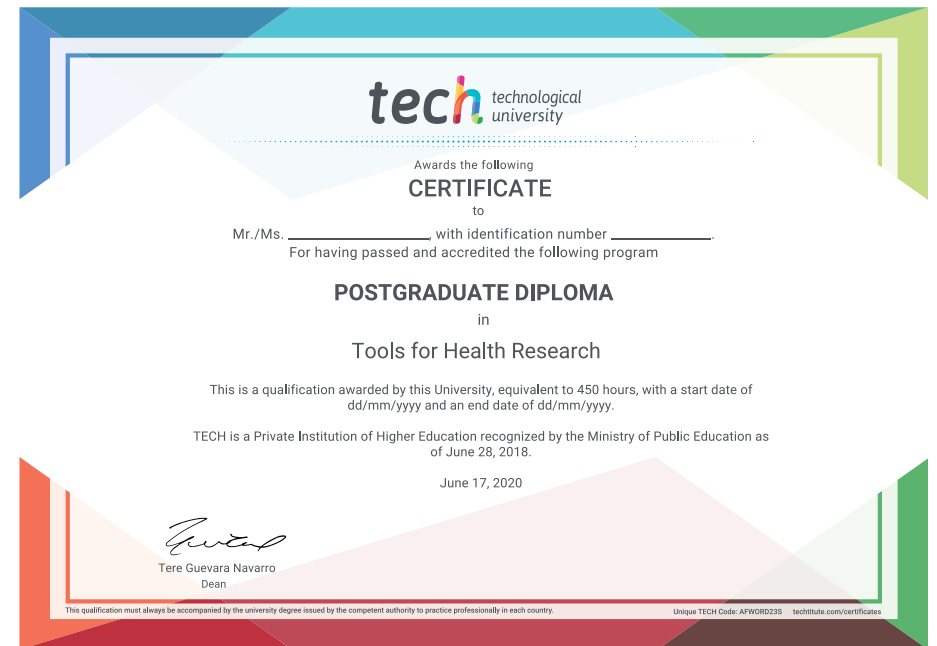 tech technological
university
Awards the following
CERTIFICATE
to
Mr./Ms. ____________________, with identification number ______________.
For having passed and accredited the following program
POSTGRADUATE DIPLOMA
in
Tools for Health Research
This is a qualification awarded by this University, equivalent to 450 hours, with a start date of
dd/mm/yyyy and an end date of dd/mm/yyyy.
TECH is a Private Institution of Higher Education recognized by the Ministry of Public Education as
of June 28, 2018.
June 17, 2020
Tere Guevara Navarro
Dean
This qualification must always be accompanied by the university degree issued by the competent authority to practice professionally in each country.
Unique TECH Code: AFWORD23S techtitute.com/certificates